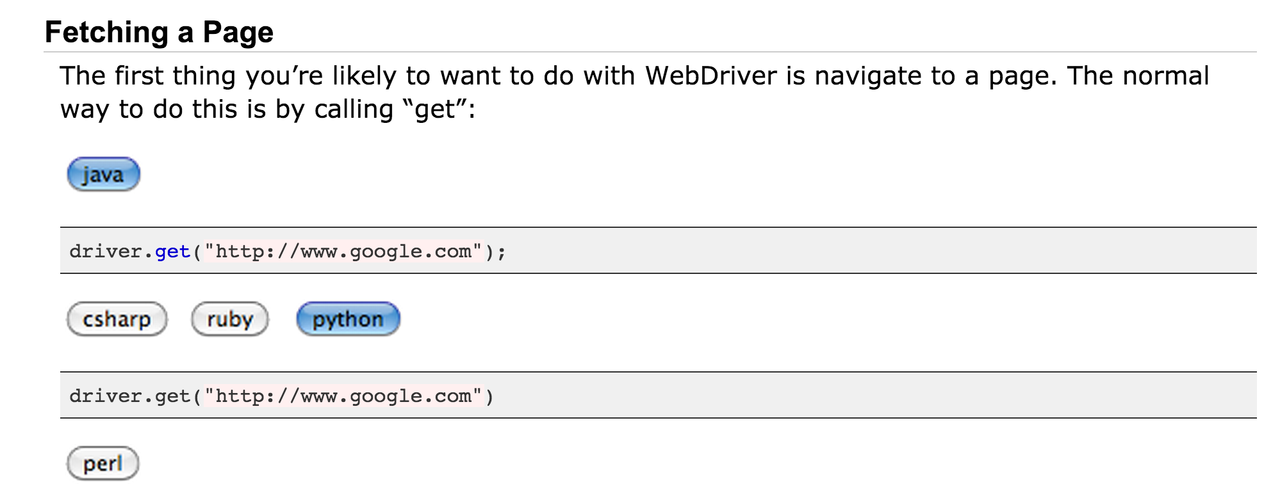 Fetching a Page
The first thing you’re likely to want to do with WebDriver is navigate to a page. The normal
way to do this is by calling “get”:
java
driver.get("http://www.google.com");
csharp ruby python
driver.get("http://www.google.com")
perl